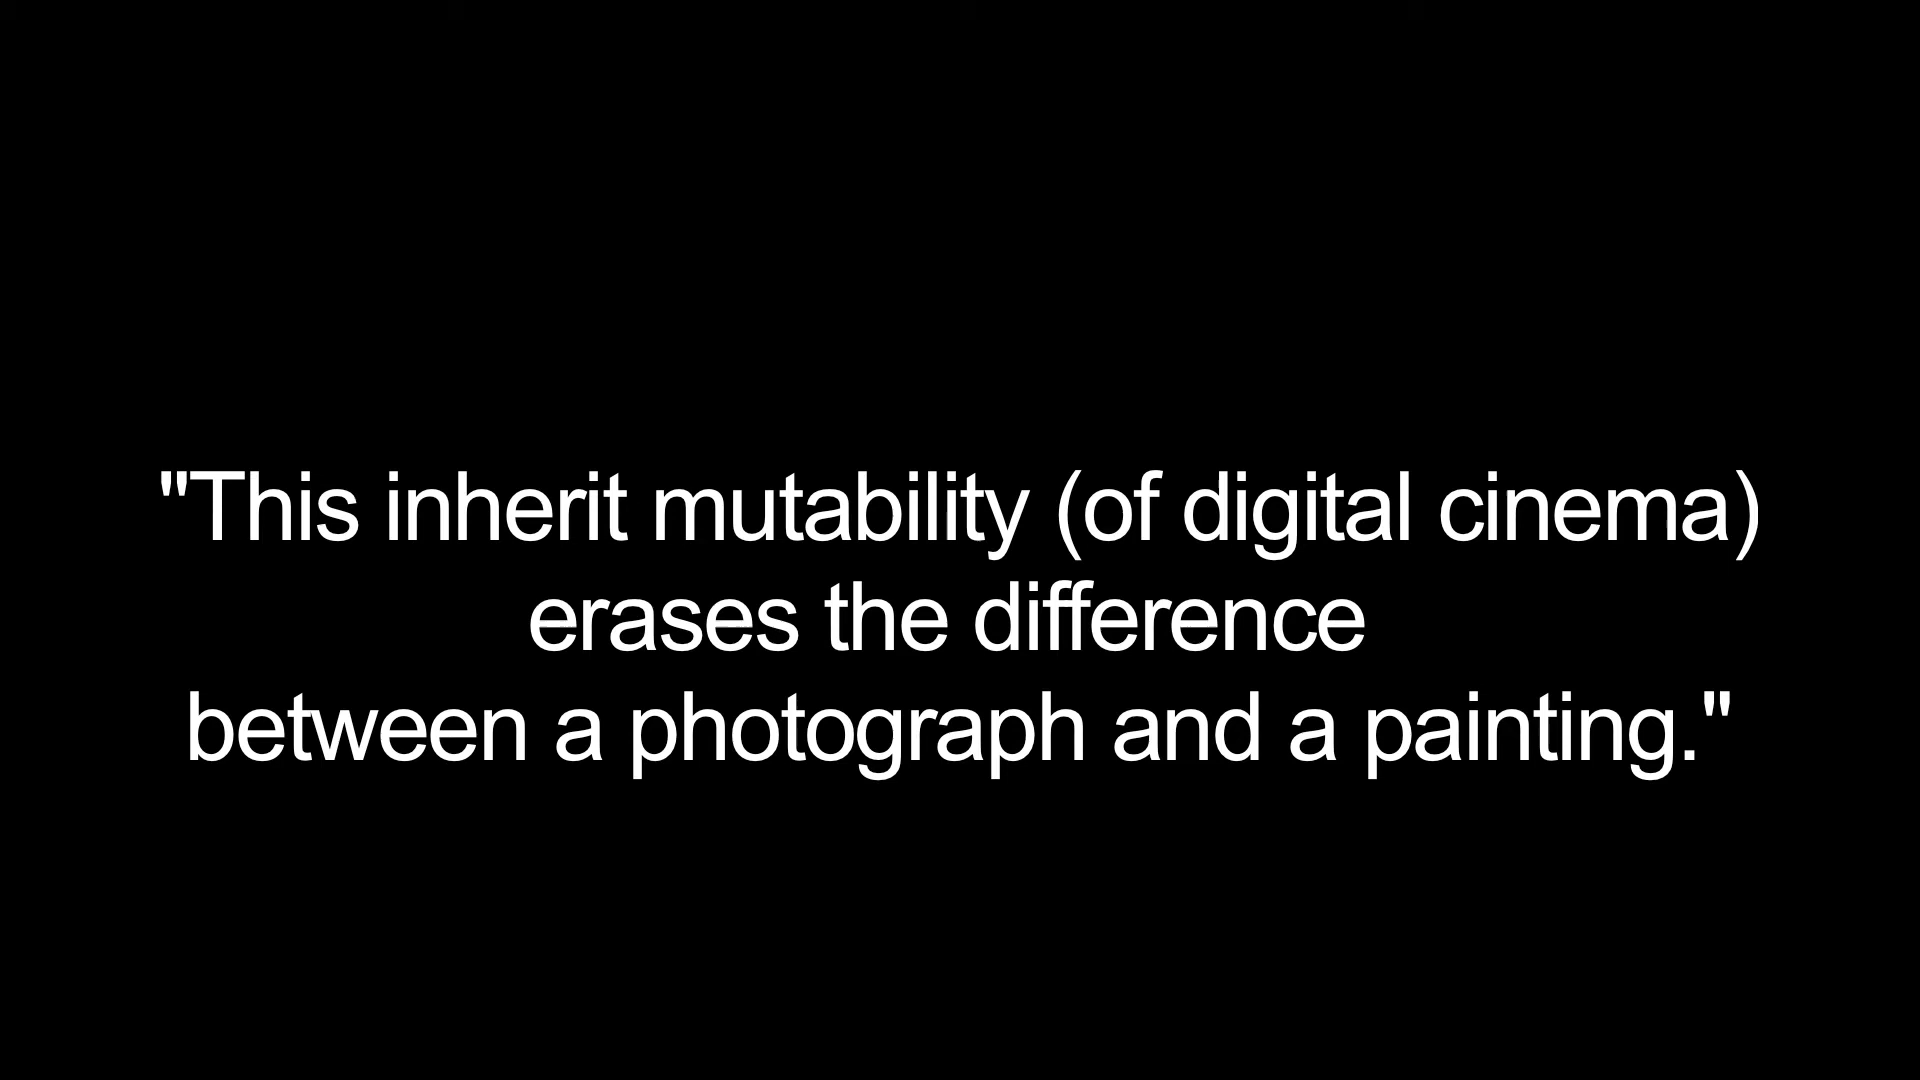 "This inherit mutability (of digital cinema)
erases the difference
between a photograph and a painting."